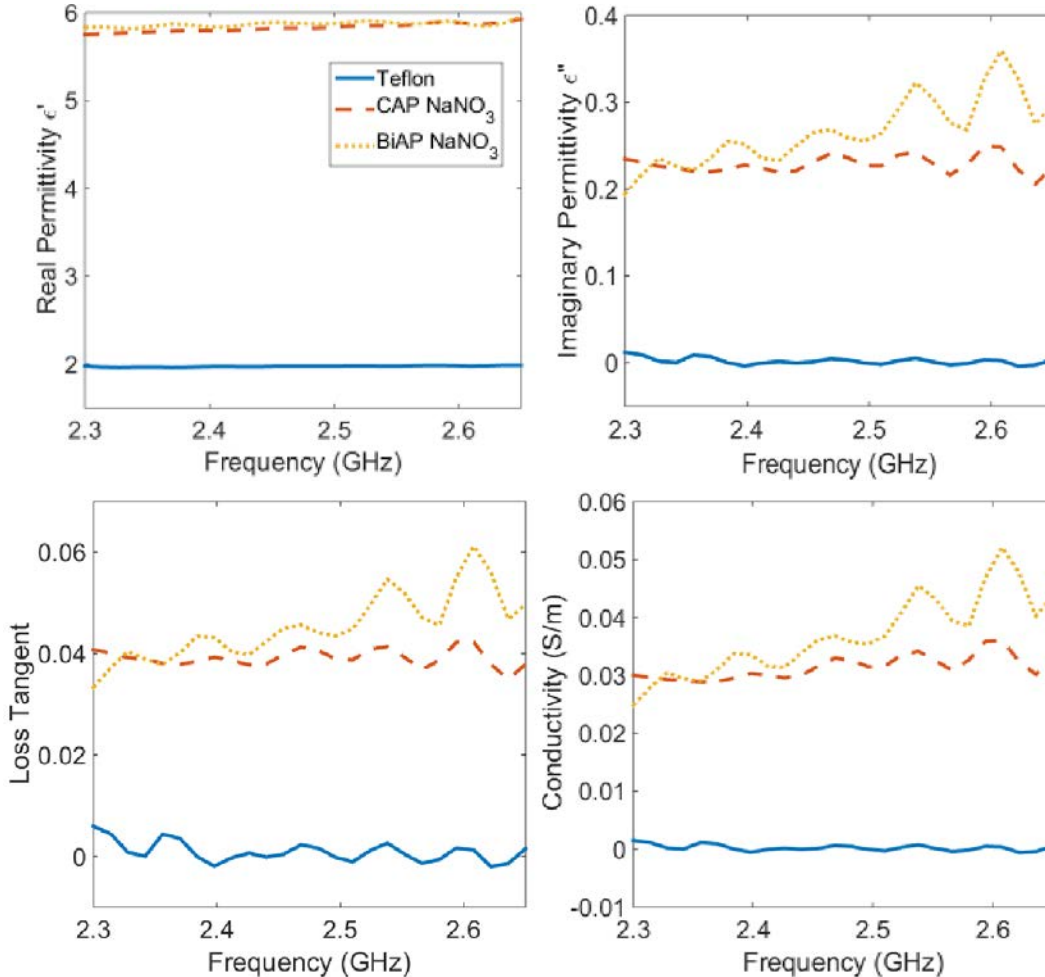 6
5
4
3
2
Real Permittivity ϵ'
2.3 2.4 2.5 2.6
Frequency (GHz)
Teflon
CAP NaNO3
BiAP NaNO3
0.4
0.3
0.2
0.1
0
Imaginary Permittivity ϵ"
2.3 2.4 2.5 2.6
Frequency (GHz)
0.06
0.04
0.02
0
Loss Tangent
2.3 2.4 2.5 2.6
Frequency (GHz)
0.06
0.05
0.04
0.03
0.02
0.01
0
-0.01
Conductivity (S/m)
2.3 2.4 2.5 2.6
Frequency (GHz)